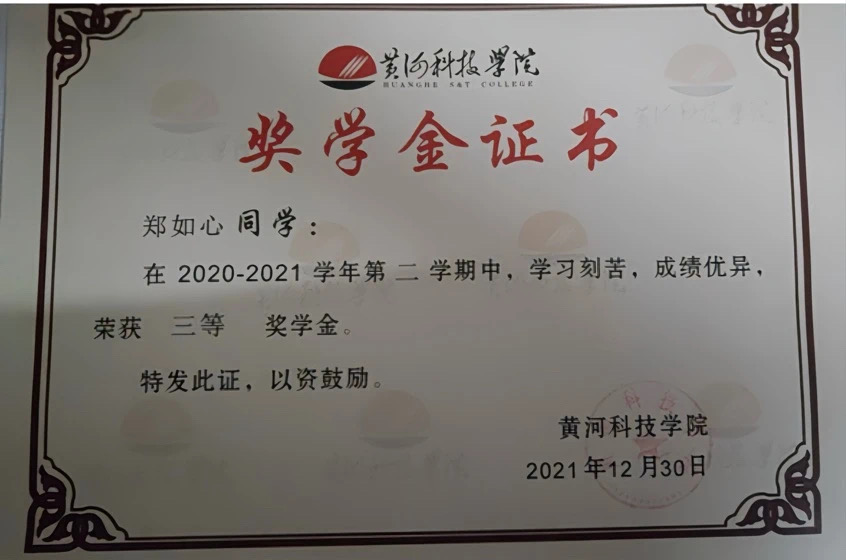 黄河科技学院
HUANGHE S&T COLLEGE
奖学金证书
郑如心 同学：
在 2020-2021 学年第 二 学期中，学习刻苦，成绩优异，
荣获 三等 奖学金。
特发此证，以资鼓励。
黄河科技学院
2021年12月30日